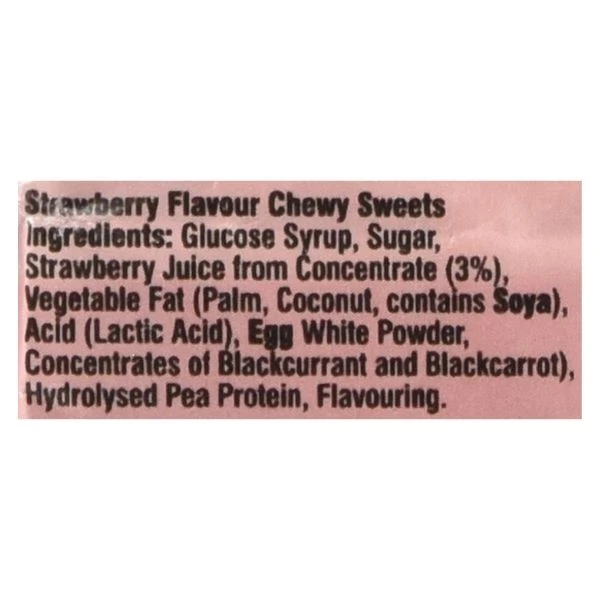 Strawberry Flavour Chewy Sweets
Ingredients: Glucose Syrup, Sugar,
Strawberry Juice from Concentrate (3%),
Vegetable Fat (Palm, Coconut, contains Soya),
Acid (Lactic Acid), Egg White Powder,
Concentrates of Blackcurrant and Blackcarrot),
Hydrolysed Pea Protein, Flavouring.